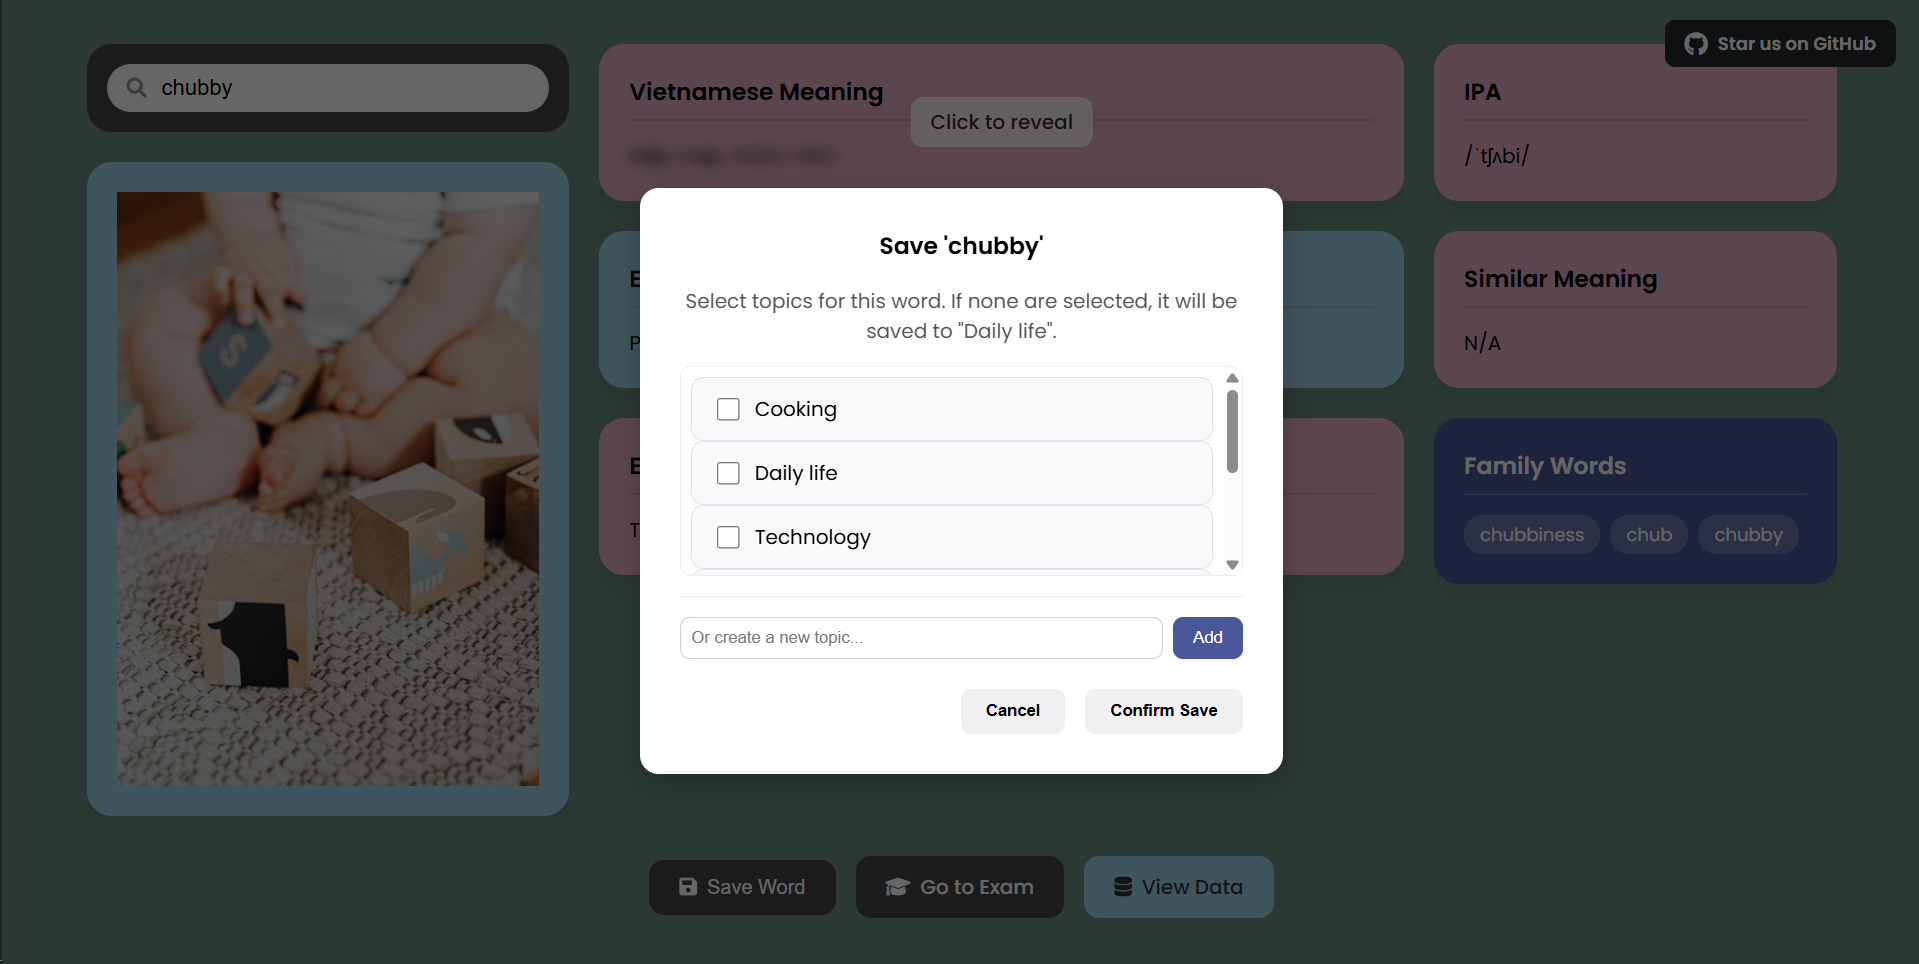 chubby
Vietnamese Meaning
Click to reveal
IPA
/ˈtʃʌbi/
Star us on GitHub
Save 'chubby'
Select topics for this word. If none are selected, it will be
saved to "Daily life".
Cooking
Daily life
Technology
Or create a new topic...
Add
Cancel
Confirm Save
E
P
E
T
Similar Meaning
N/A
Family Words
chubbiness
chub
chubby
S
Save Word
Go to Exam
View Data